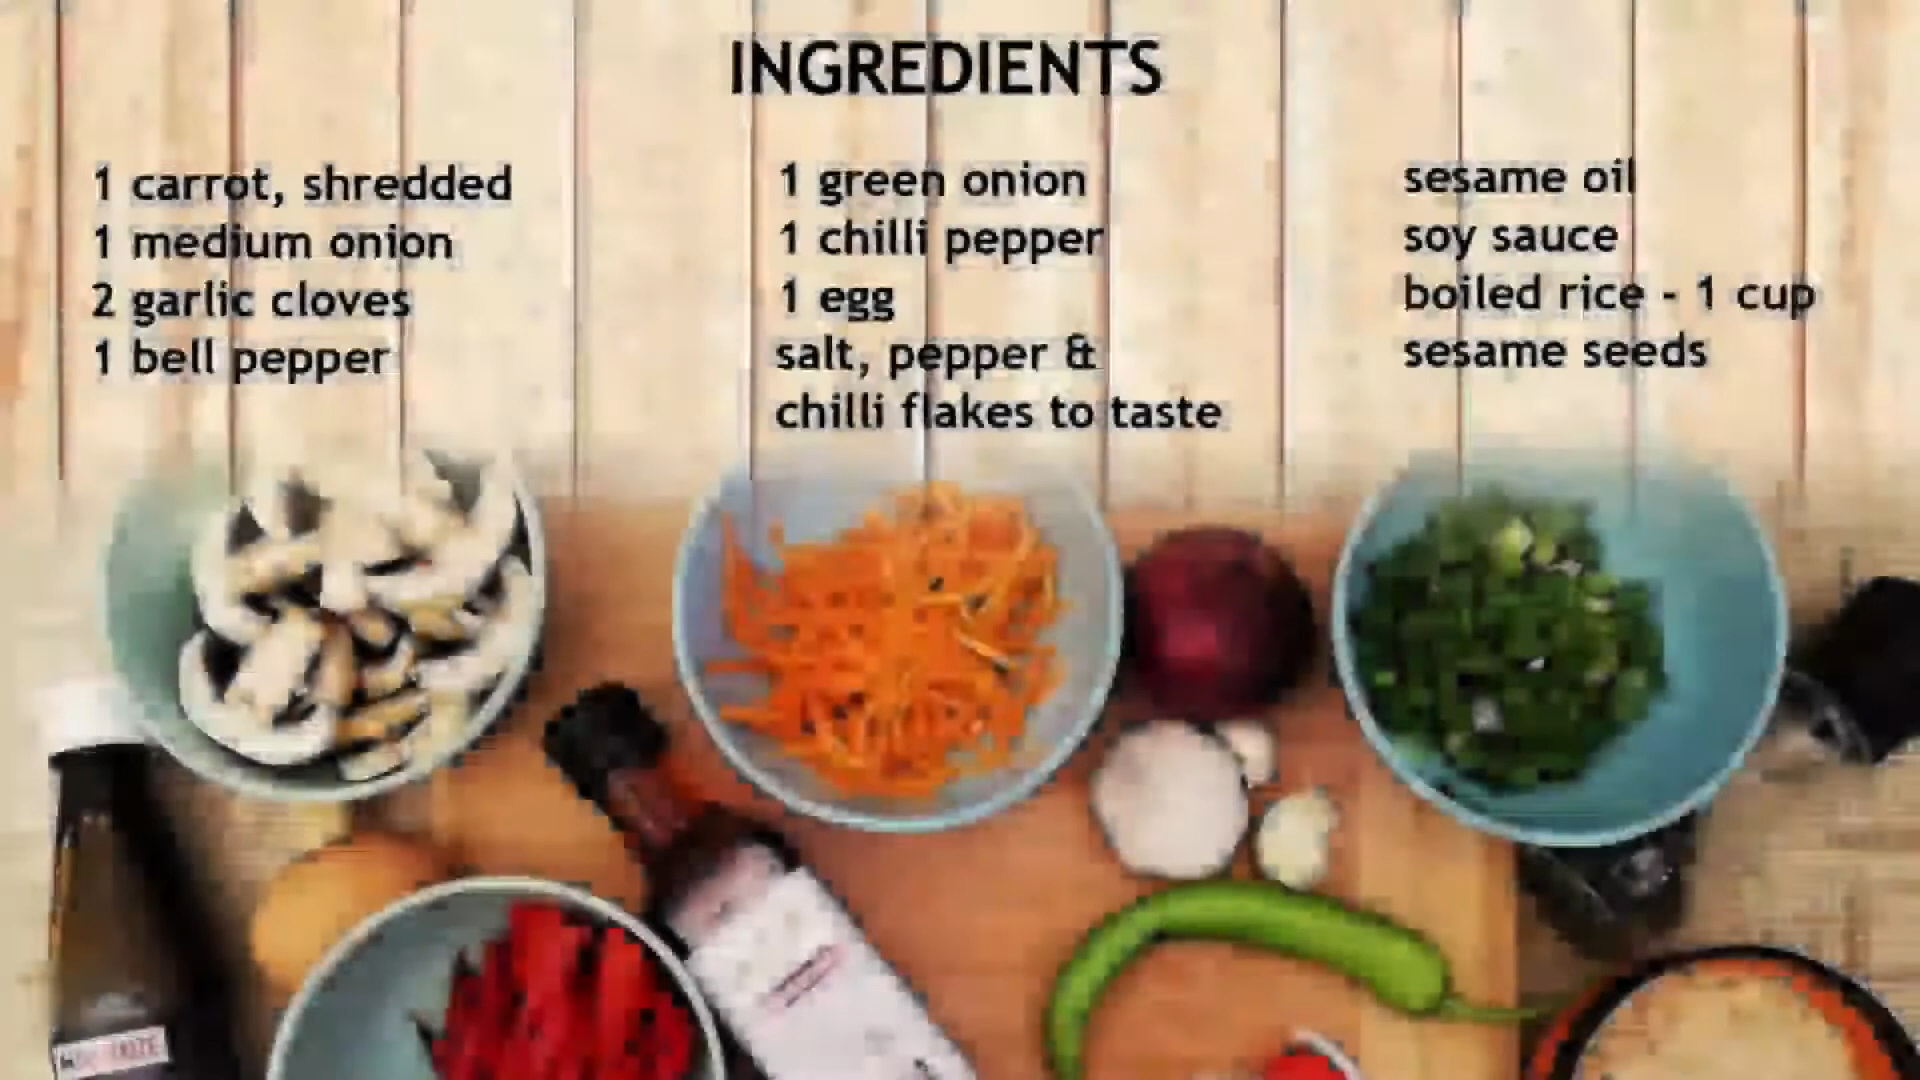 INGREDIENTS
1 carrot, shredded
1 medium onion
2 garlic cloves
1 bell pepper
1 green onion
1 chilli pepper
1 egg
salt, pepper &
chilli flakes to taste
sesame oil
soy sauce
boiled rice - 1 cup
sesame seeds